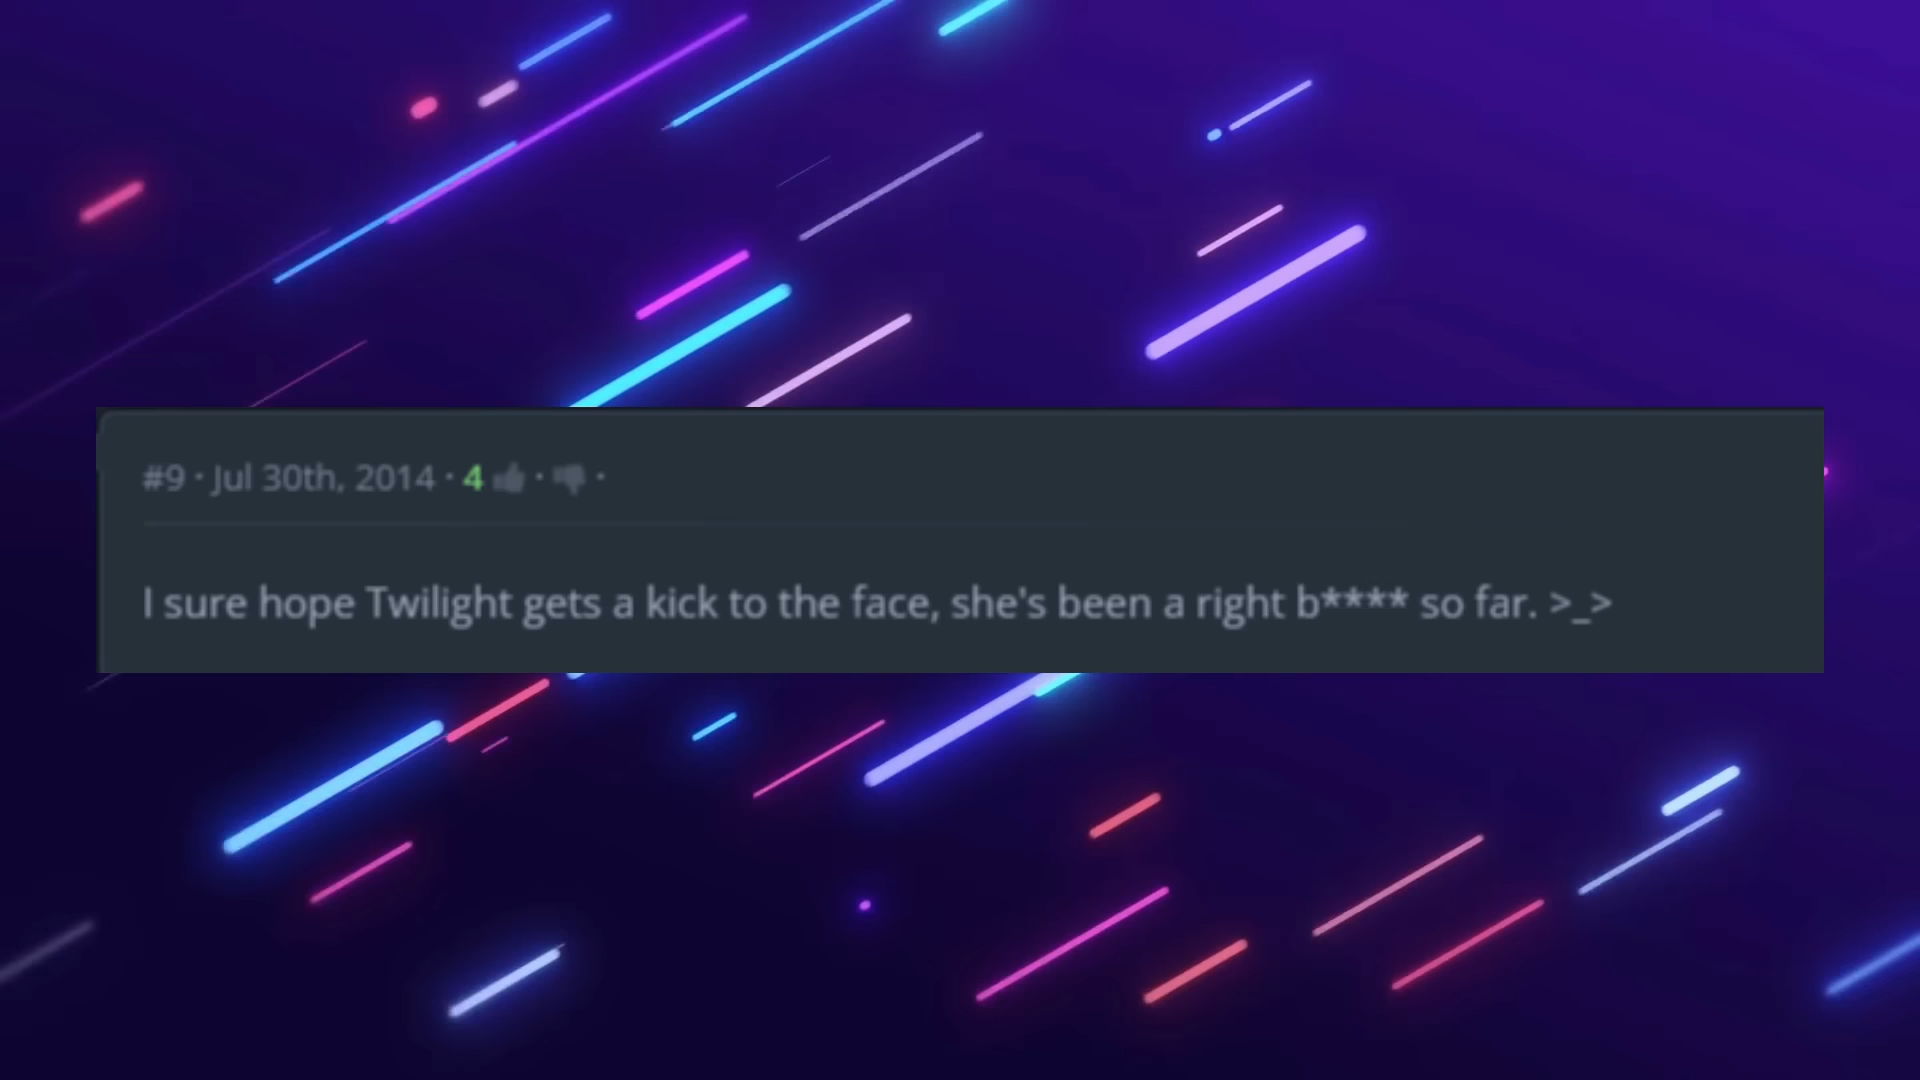 #9 · Jul 30th, 2014 · 4 · ·
I sure hope Twilight gets a kick to the face, she's been a right b**** so far. >_>